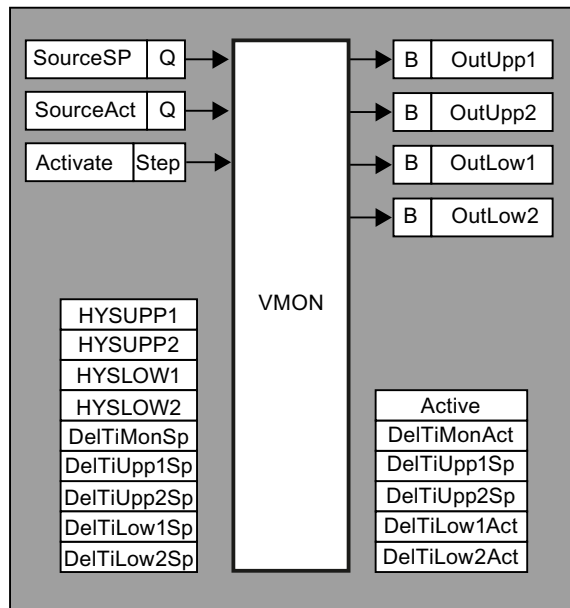 SourceSP Q
SourceAct Q
Activate Step
VMON
B OutUpp1
B OutUpp2
B OutLow1
B OutLow2
HYSUPP1
HYSUPP2
HYSLOW1
HYSLOW2
DelTiMonSp
DelTiUpp1Sp
DelTiUpp2Sp
DelTiLow1Sp
DelTiLow2Sp
Active
DelTiMonAct
DelTiUpp1Sp
DelTiUpp2Sp
DelTiLow1Act
DelTiLow2Act